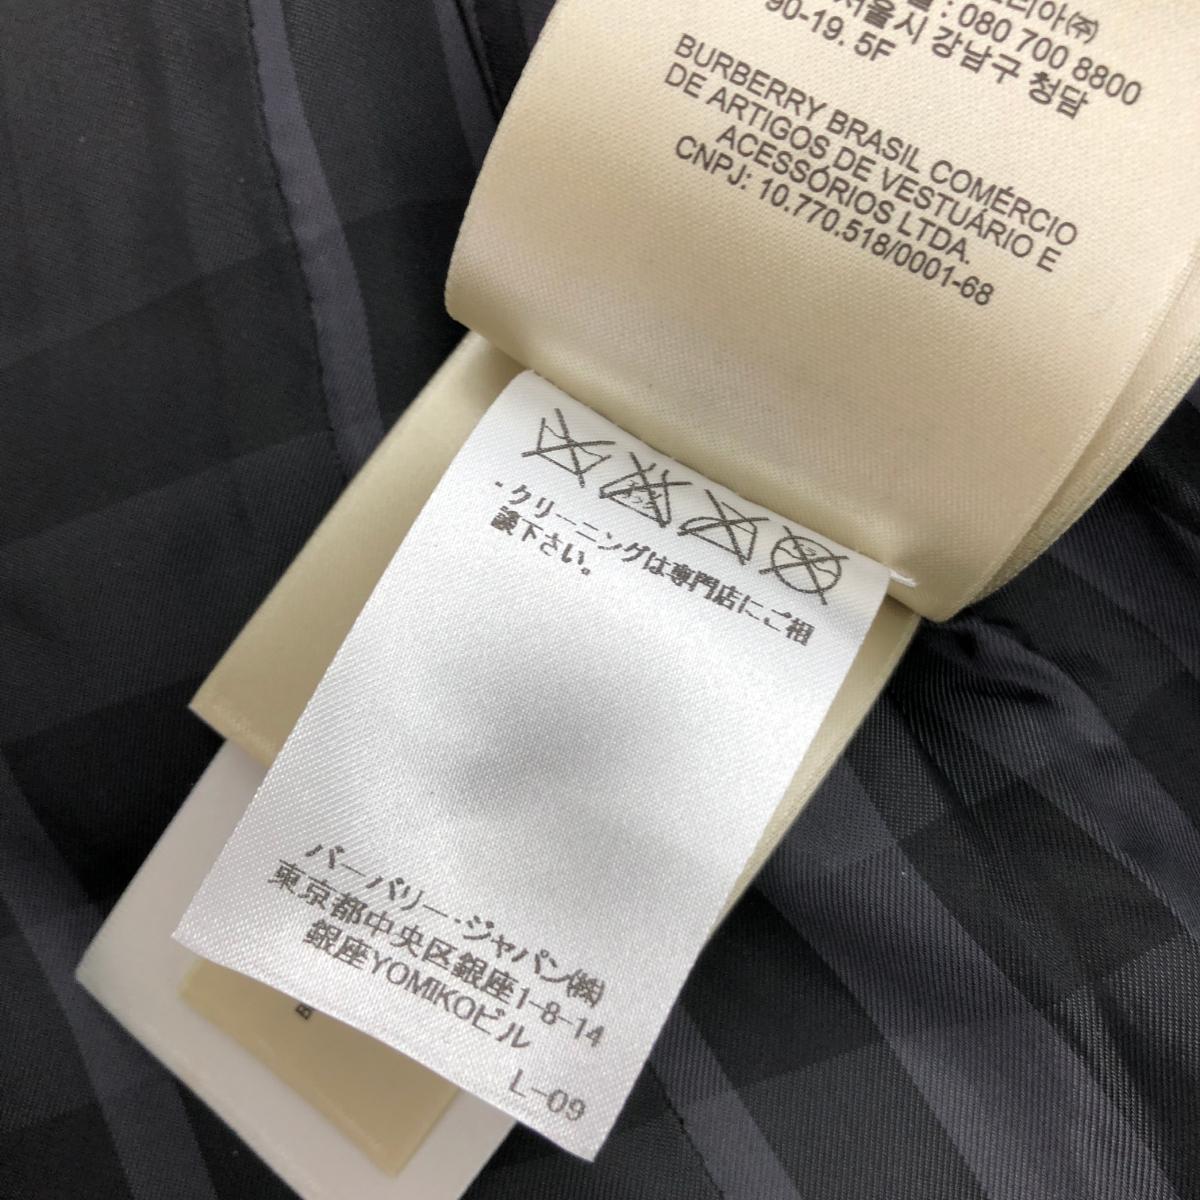 리아(주)
: 080 700 8800
서울시 강남구 청담
90-19. 5F
BURBERRY BRASIL COMÉRCIO
DE ARTIGOS DE VESTUÁRIO E
ACESSÓRIOS LTDA.
CNPJ: 10.770.518/0001-68
・クリーニングは専門店にご相
談下さい。
バーバリー・ジャパン㈱
東京都中央区銀座1-8-14
銀座YOMIKOビル
L-09